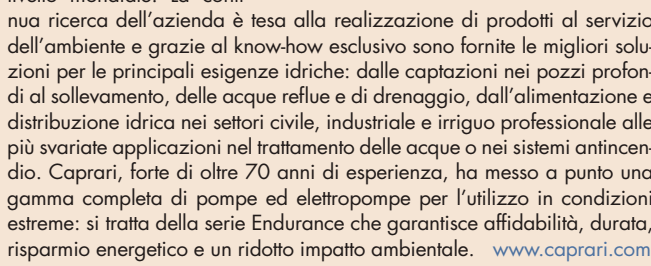 nua ricerca dell'azienda è tesa alla realizzazione di prodotti al servizio
dell'ambiente e grazie al know-how esclusivo sono fornite le migliori solu-
zioni per le principali esigenze idriche: dalle captazioni nei pozzi profon-
di al sollevamento, delle acque reflue e di drenaggio, dall'alimentazione e
distribuzione idrica nei settori civile, industriale e irriguo professionale alle
più svariate applicazioni nel trattamento delle acque o nei sistemi antincen-
dio. Caprari, forte di oltre 70 anni di esperienza, ha messo a punto una
gamma completa di pompe ed elettropompe per l'utilizzo in condizioni
estreme: si tratta della serie Endurance che garantisce affidabilità, durata,
risparmio energetico e un ridotto impatto ambientale. www.caprari.com